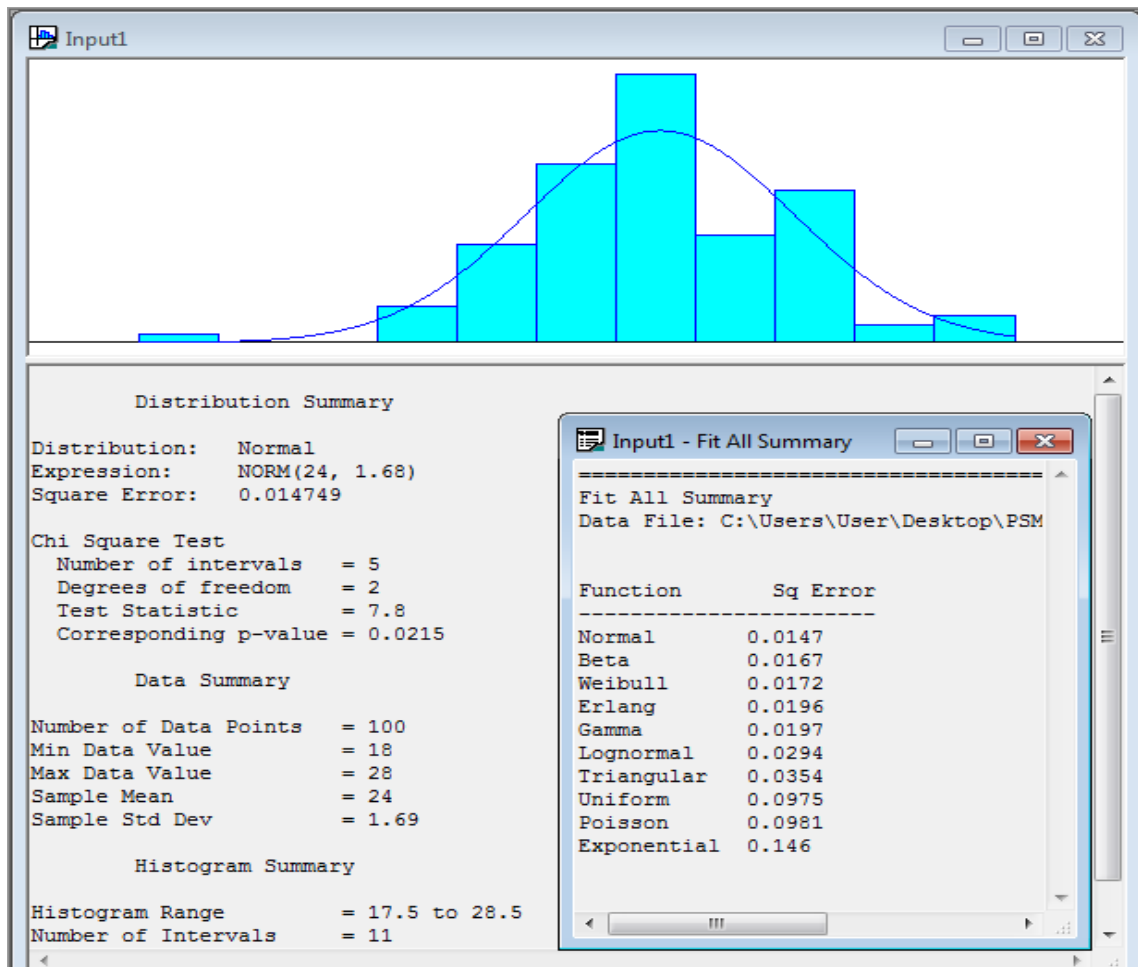 Input1
Distribution Summary
Distribution: Normal
Expression: NORM(24, 1.68)
Square Error: 0.014749
Chi Square Test
Number of intervals = 5
Degrees of freedom = 2
Test Statistic = 7.8
Corresponding p-value = 0.0215
Data Summary
Number of Data Points = 100
Min Data Value = 18
Max Data Value = 28
Sample Mean = 24
Sample Std Dev = 1.69
Histogram Summary
Histogram Range = 17.5 to 28.5
Number of Intervals = 11
Input1 - Fit All Summary
=====================================
Fit All Summary
Data File: C:\Users\User\Desktop\PSM
Function Sq Error
-----------------------
Normal 0.0147
Beta 0.0167
Weibull 0.0172
Erlang 0.0196
Gamma 0.0197
Lognormal 0.0294
Triangular 0.0354
Uniform 0.0975
Poisson 0.0981
Exponential 0.146